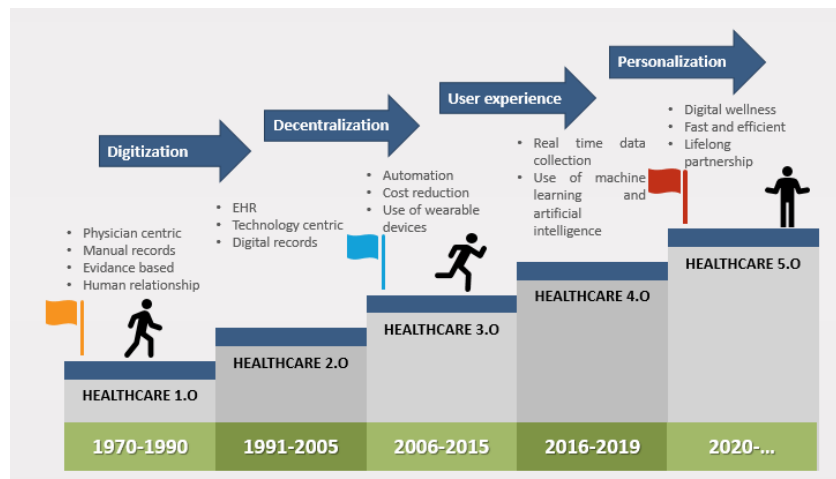 Personalization
User experience
Decentralization
Digitization
• Physician centric
• Manual records
• Evidence based
• Human relationship
• EHR
• Technology centric
• Digital records
• Automation
• Cost reduction
• Use of wearable
devices
• Real time data
collection
• Use of machine
learning and
artificial
intelligence
• Digital wellness
• Fast and efficient
• Lifelong
partnership
HEALTHCARE 1.O
HEALTHCARE 2.O
HEALTHCARE 3.O
HEALTHCARE 4.O
HEALTHCARE 5.O
1970-1990
1991-2005
2006-2015
2016-2019
2020-...